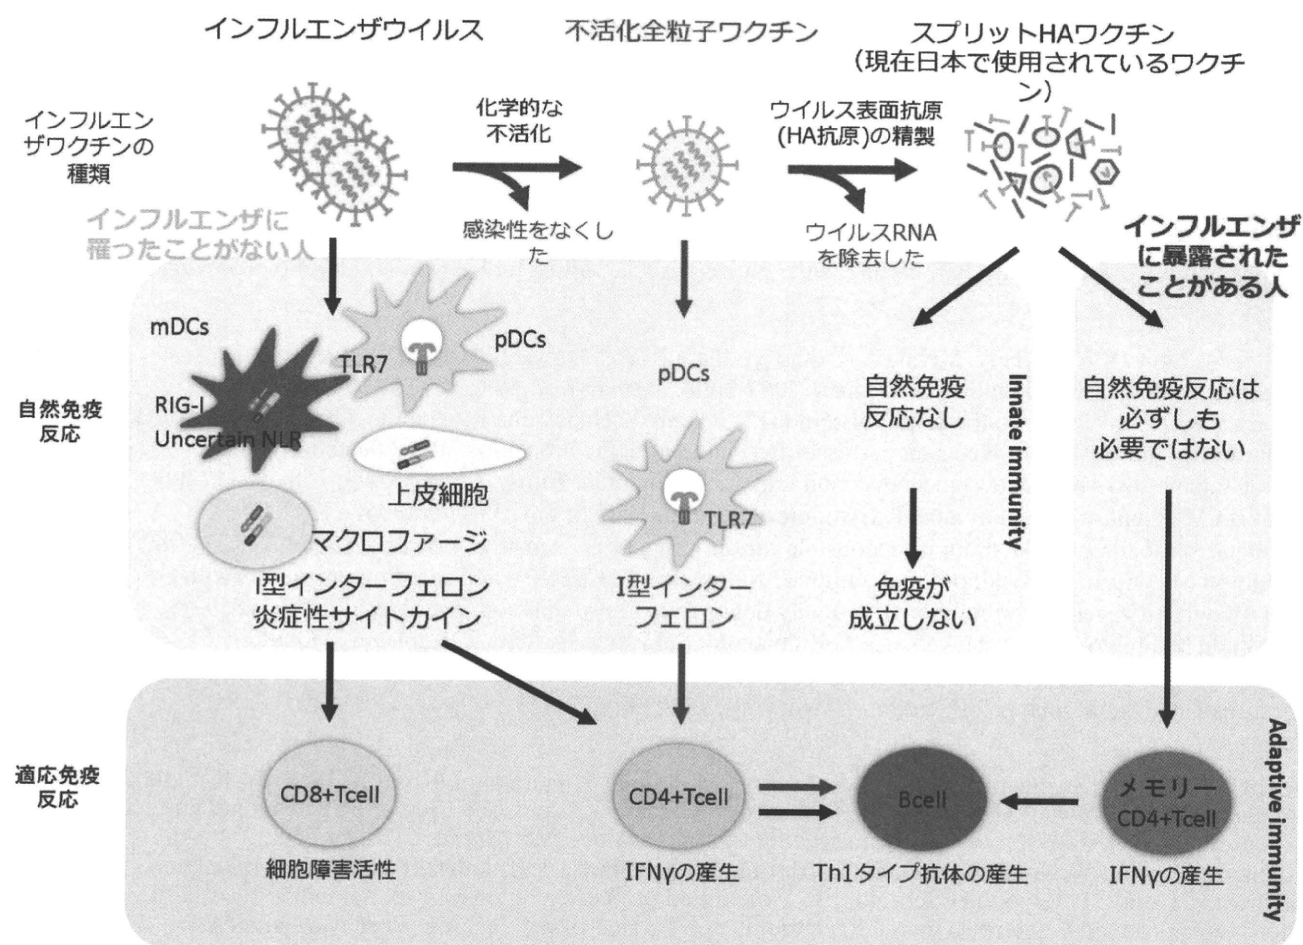 インフルエンザウイルス
不活化全粒子ワクチン
スプリットHAワクチン
(現在日本で使用されているワクチ
ン)
インフルエン
ザワクチンの
種類
化学的な
不活化
ウイルス表面抗原
(HA抗原)の精製
感染性をなくし
た
ウイルスRNA
を除去した
インフルエンザに
罹ったことがない人
インフルエンザ
に暴露された
ことがある人
自然免疫
反応
mDCs
RIG-I
Uncertain NLR
TLR7
pDCs
上皮細胞
マクロファージ
I型インターフェロン
炎症性サイトカイン
pDCs
TLR7
I型インター
フェロン
自然免疫
反応なし
免疫が
成立しない
Innate immunity
自然免疫反応は
必ずしも
必要ではない
適応免疫
反応
CD8+Tcell
細胞障害活性
CD4+Tcell
IFNγの産生
Bcell
Th1タイプ抗体の産生
メモリー
CD4+Tcell
IFNγの産生
Adaptive immunity